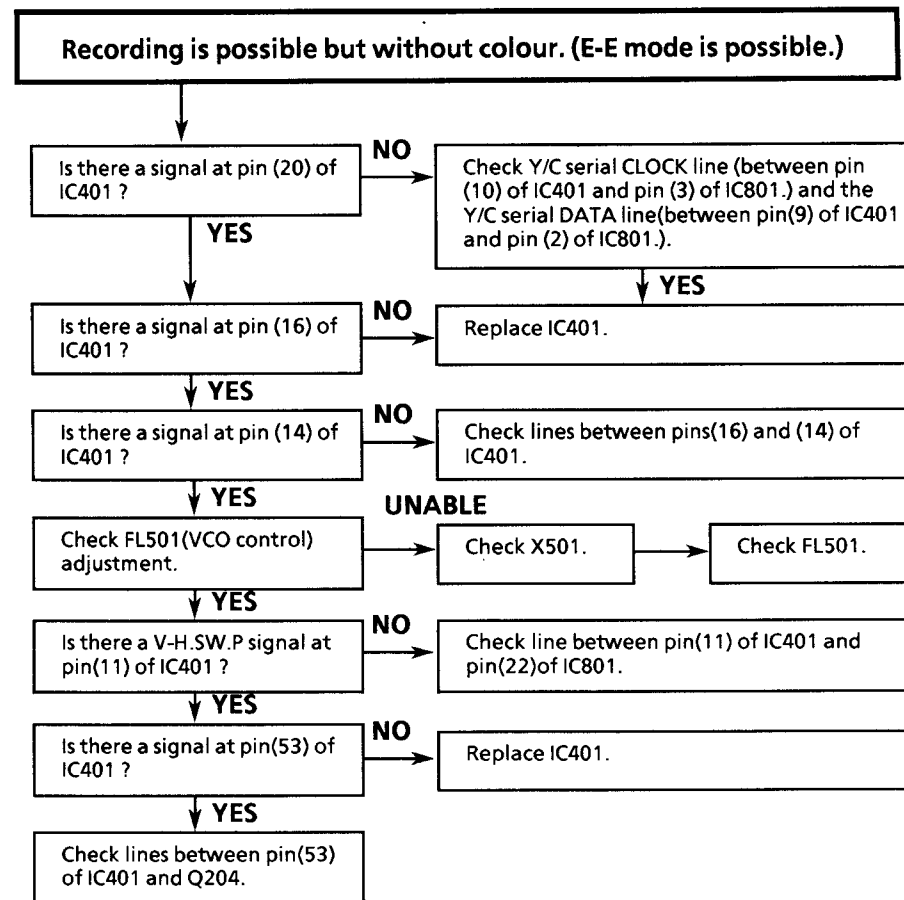 Recording is possible but without colour. (E-E mode is possible.)
Is there a signal at pin (20) of
IC401 ?
NO
Check Y/C serial CLOCK line (between pin
(10) of IC401 and pin (3) of IC801.) and the
Y/C serial DATA line(between pin(9) of IC401
and pin (2) of IC801.).
YES
YES
Is there a signal at pin (16) of
IC401 ?
NO
Replace IC401.
YES
Is there a signal at pin (14) of
IC401 ?
NO
Check lines between pins(16) and (14) of
IC401.
YES
UNABLE
Check FL501(VCO control)
adjustment.
Check X501.
Check FL501.
YES
Is there a V-H.SW.P signal at
pin(11) of IC401 ?
NO
Check line between pin(11) of IC401 and
pin(22)of IC801.
YES
Is there a signal at pin(53) of
IC401 ?
NO
Replace IC401.
YES
Check lines between pin(53)
of IC401 and Q204.